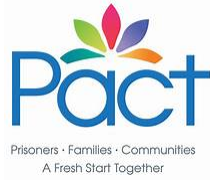 Pact
Prisoners · Families · Communities
A Fresh Start Together